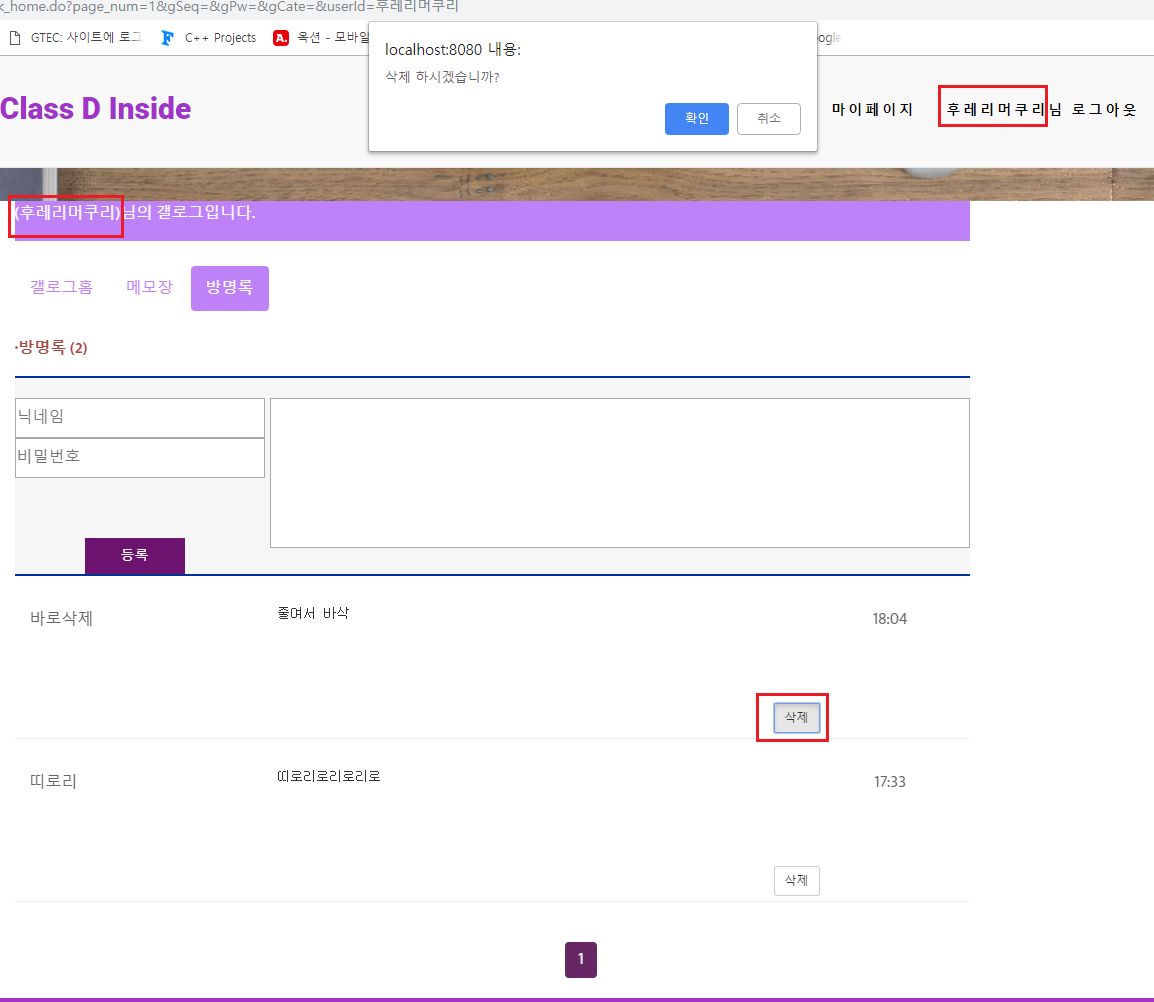 k_home.do?page_num=1&gSeq=&gPw=&gCate=&userId=후레리머쿠리
GTEC: 사이트에 로그
C++ Projects
A. 옥션 - 모바일
ogle
localhost:8080 내용:
삭제 하시겠습니까?
확인
취소
Class D Inside
마이페이지
후레리머쿠리님 로그아웃
(후레리머쿠리)님의 갤로그입니다.
갤로그홈
메모장
방명록
·방명록 (2)
닉네임
비밀번호
등록
바로삭제
줄여서 바삭
18:04
삭제
띠로리
띠로리로리로리로
17:33
삭제
1